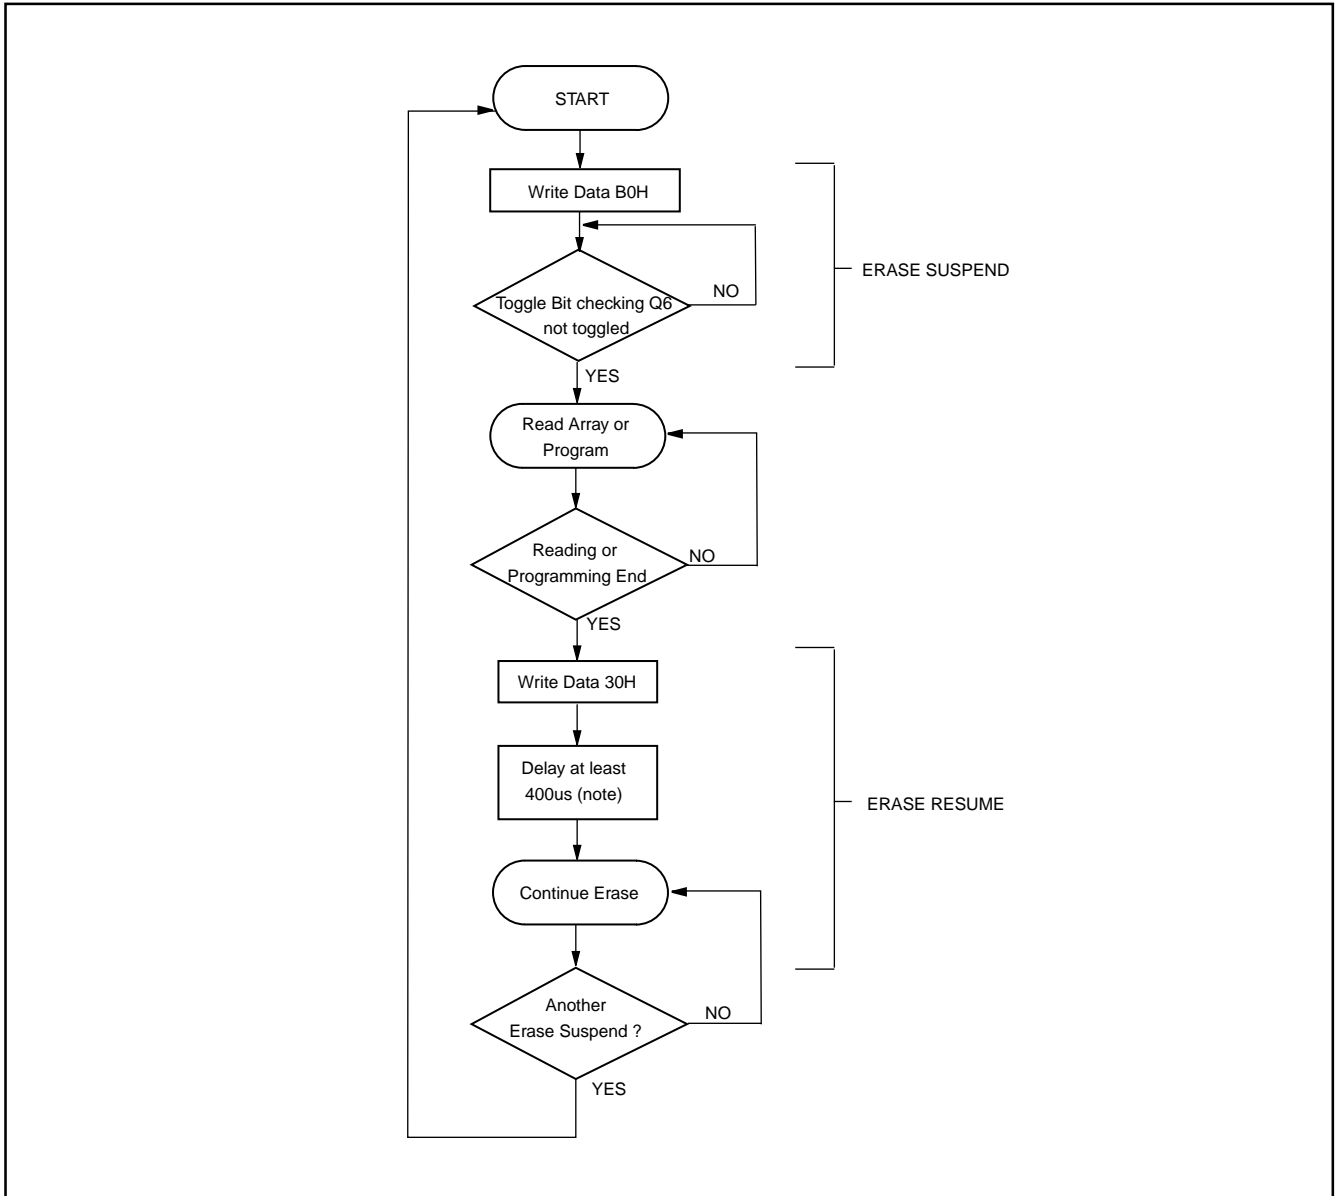 START
Write Data B0H
ERASE SUSPEND
Toggle Bit checking Q6
not toggled
NO
YES
Read Array or
Program
Reading or
Programming End
NO
YES
Write Data 30H
Delay at least
400us (note)
ERASE RESUME
Continue Erase
Another
Erase Suspend ?
NO
YES